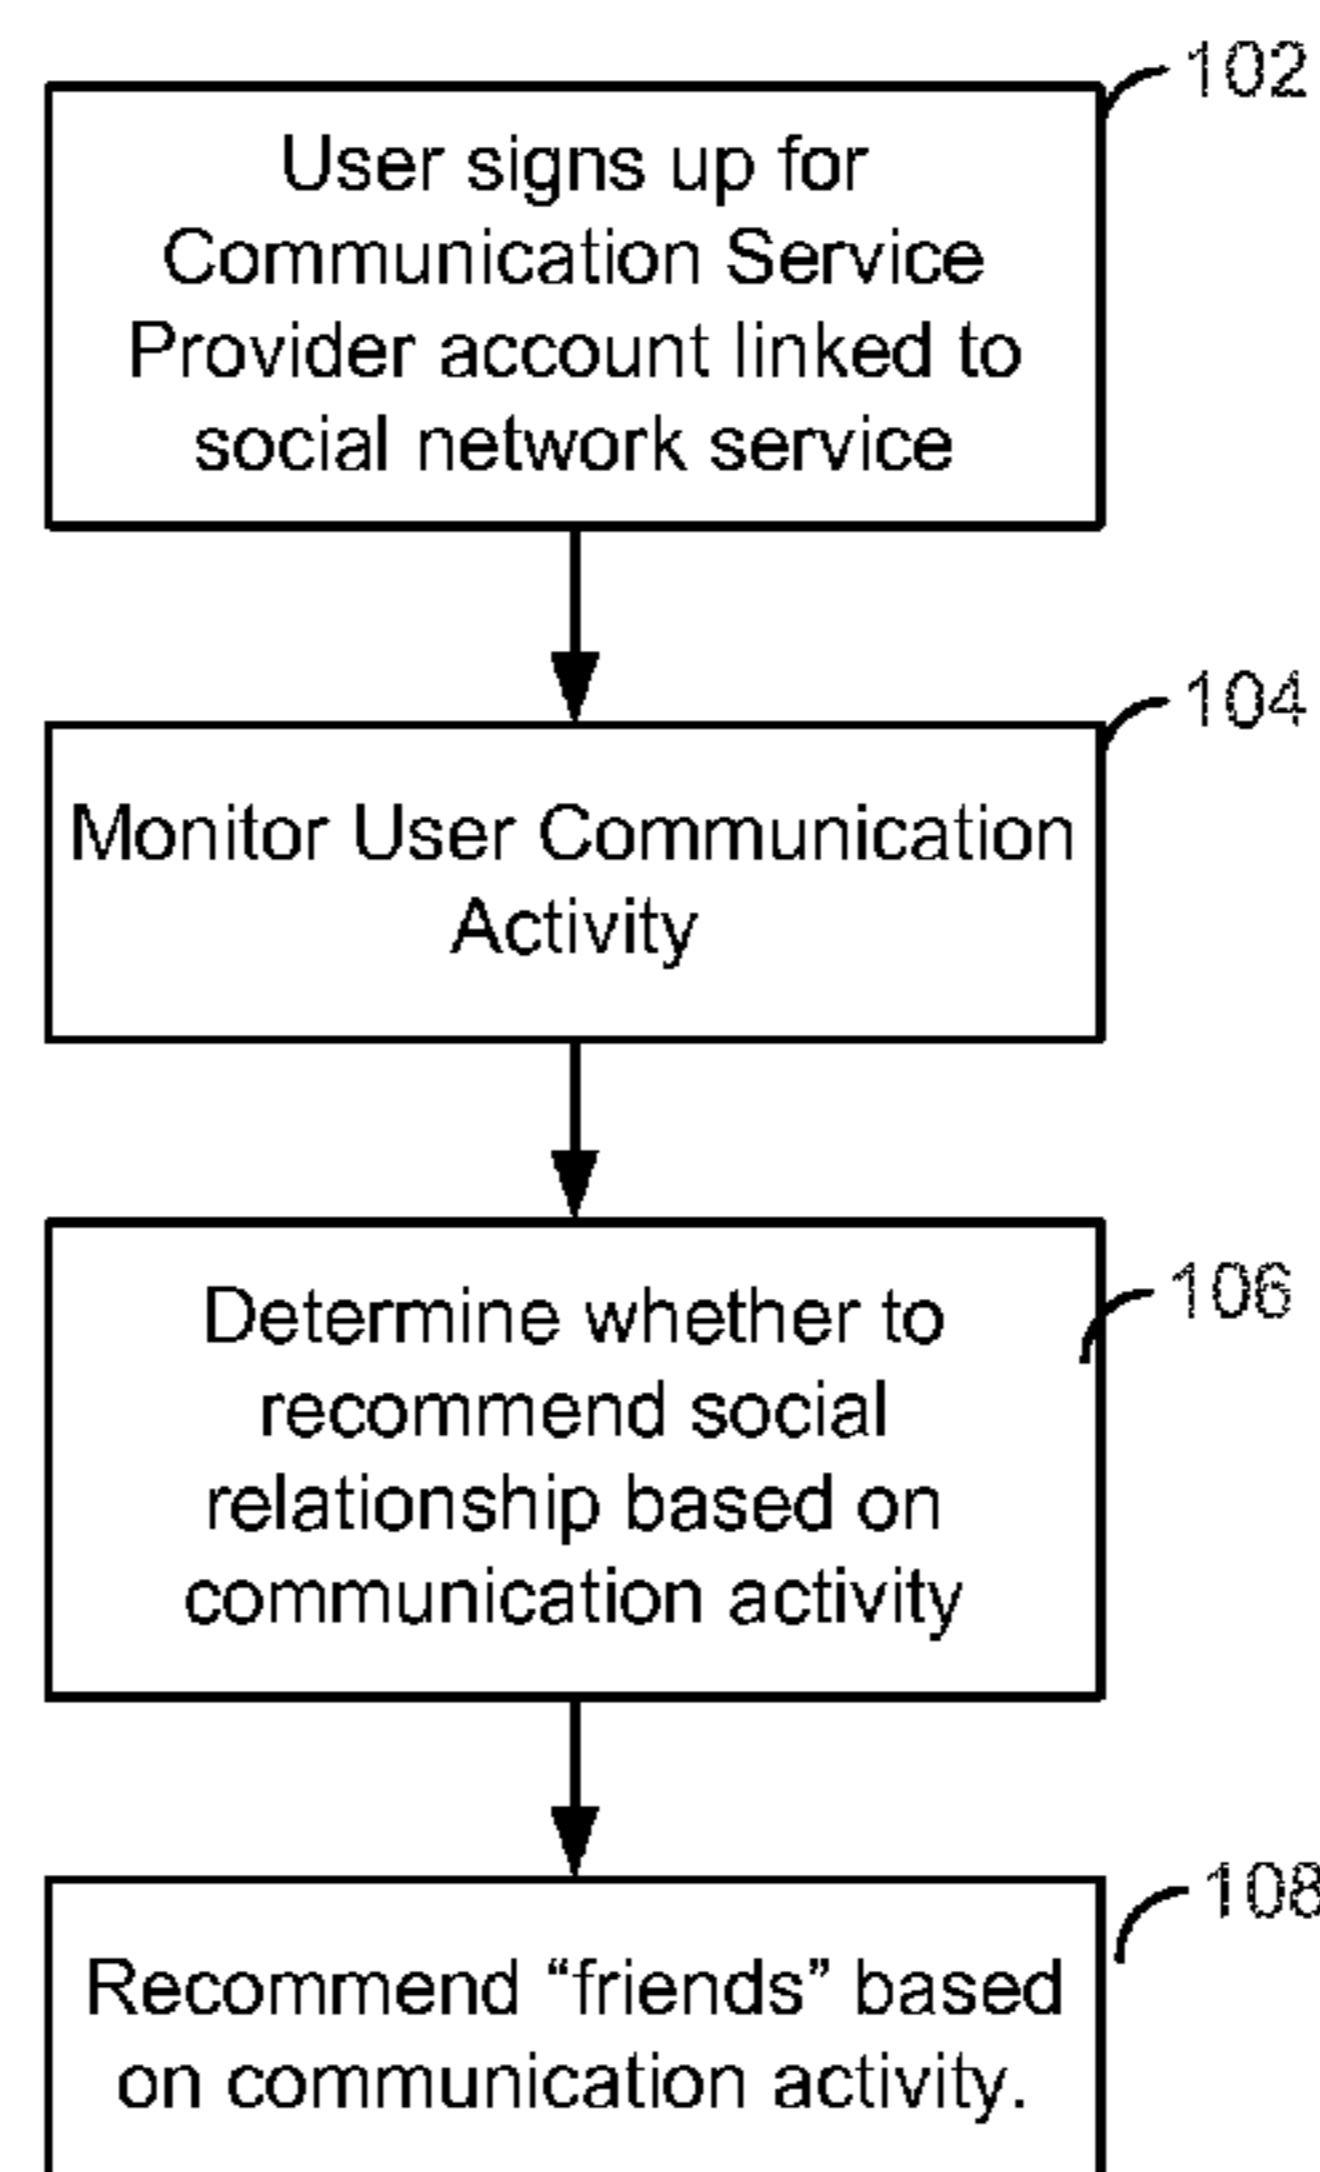 102
User signs up for
Communication Service
Provider account linked to
social network service
104
Monitor User Communication
Activity
106
Determine whether to
recommend social
relationship based on
communication activity
108
Recommend “friends” based
on communication activity.